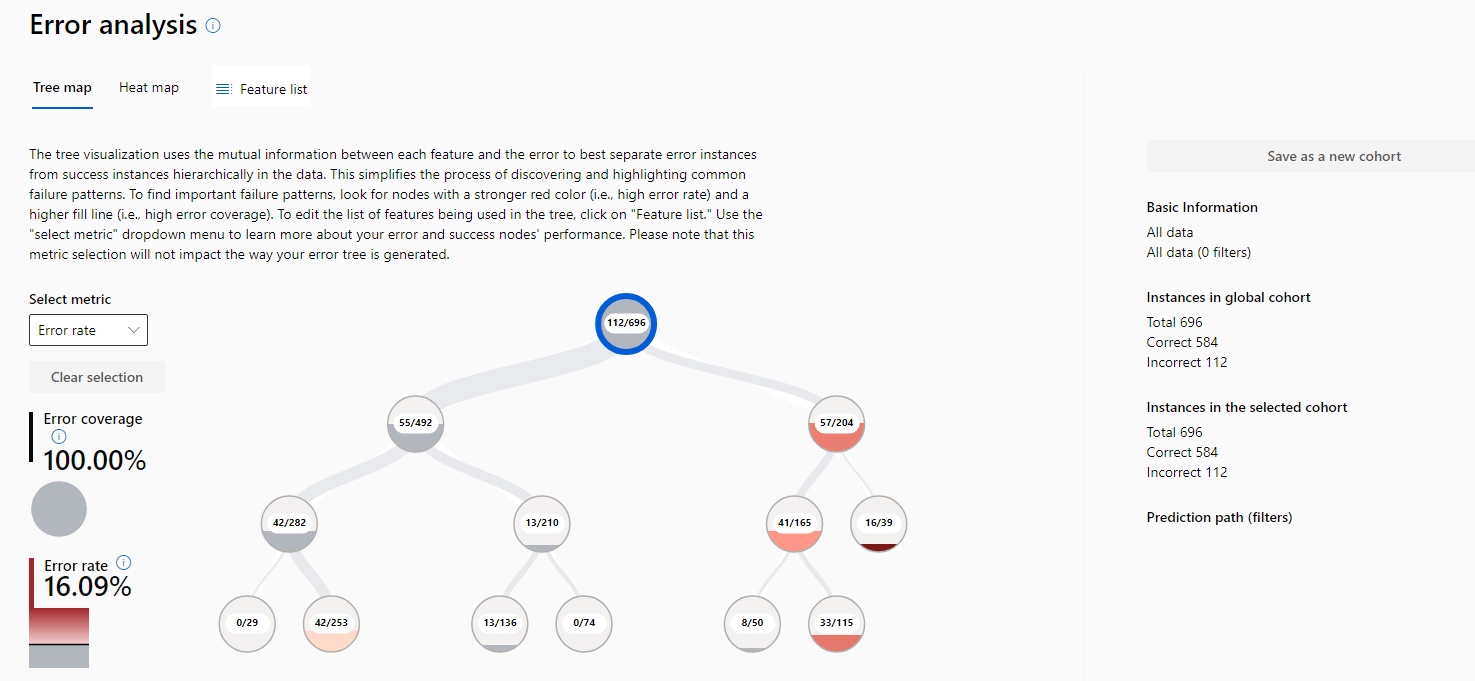 Error analysis
Tree map
Heat map
Feature list
The tree visualization uses the mutual information between each feature and the error to best separate error instances
from success instances hierarchically in the data. This simplifies the process of discovering and highlighting common
failure patterns. To find important failure patterns, look for nodes with a stronger red color (i.e., high error rate) and a
higher fill line (i.e., high error coverage). To edit the list of features being used in the tree, click on "Feature list." Use the
"select metric" dropdown menu to learn more about your error and success nodes' performance. Please note that this
metric selection will not impact the way your error tree is generated.
Select metric
Error rate
Clear selection
Error coverage
100.00%
Error rate
16.09%
112/696
55/492
57/204
42/282
13/210
41/165
16/39
0/29
42/253
13/136
0/74
8/50
33/115
Save as a new cohort
Basic Information
All data
All data (0 filters)
Instances in global cohort
Total 696
Correct 584
Incorrect 112
Instances in the selected cohort
Total 696
Correct 584
Incorrect 112
Prediction path (filters)